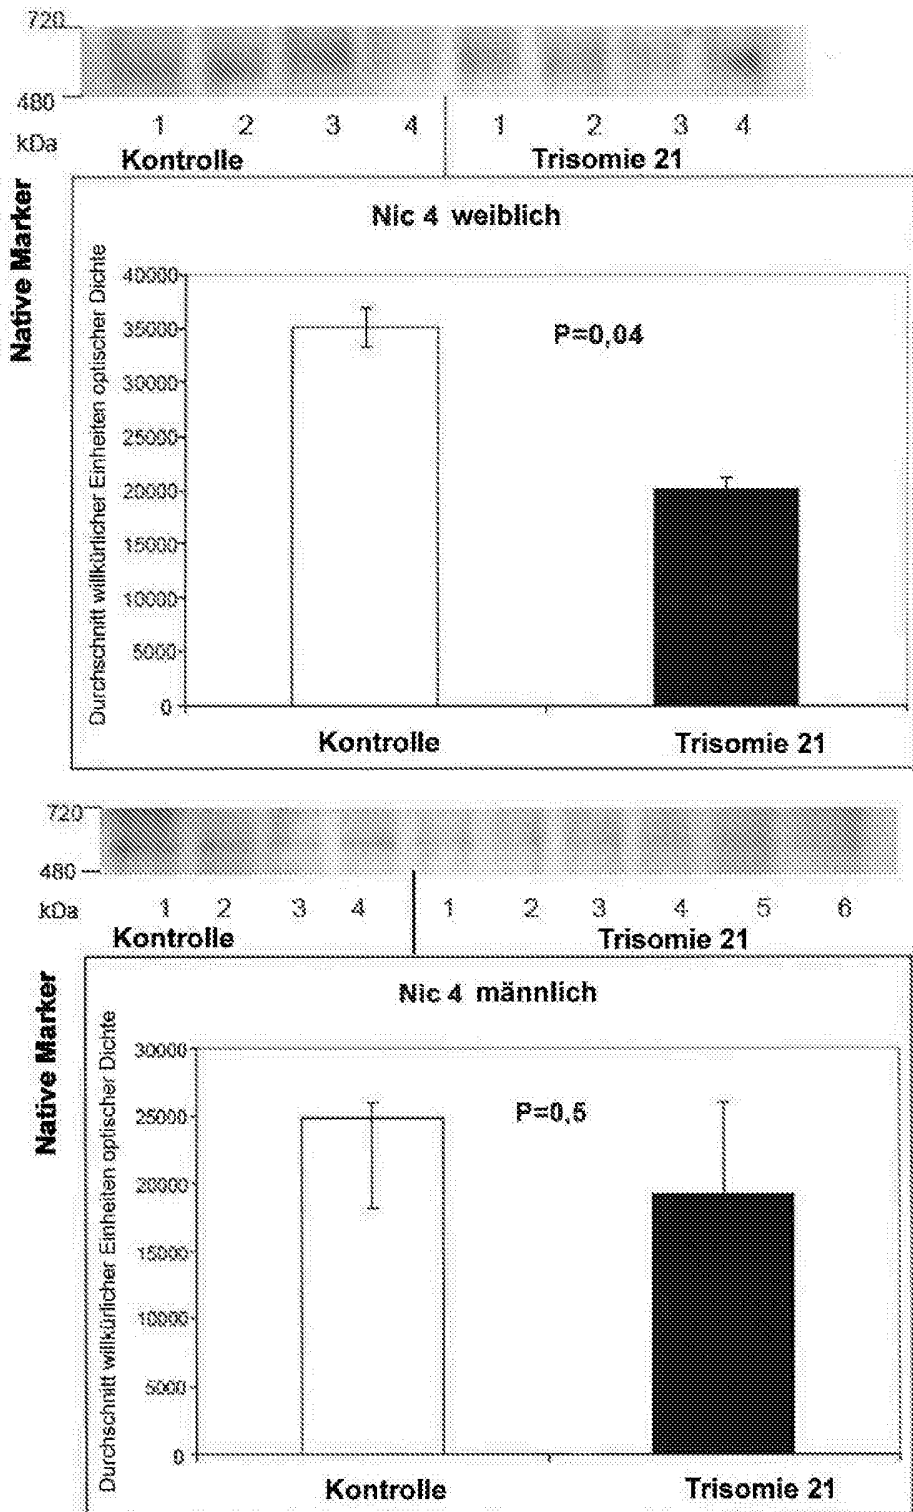 720
480
kDa
1 2 3 4 1 2 3 4
Kontrolle Trisomie 21
Native Marker
Nic 4 weiblich
Durchschnitt willkürlicher Einheiten optischer Dichte
40000
35000
30000
25000
20000
15000
10000
5000
0
P=0,04
Kontrolle Trisomie 21
720
480
kDa
1 2 3 4 1 2 3 4 5 6
Kontrolle Trisomie 21
Native Marker
Nic 4 männlich
Durchschnitt willkürlicher Einheiten optischer Dichte
30000
25000
20000
15000
10000
5000
0
P=0,5
Kontrolle Trisomie 21